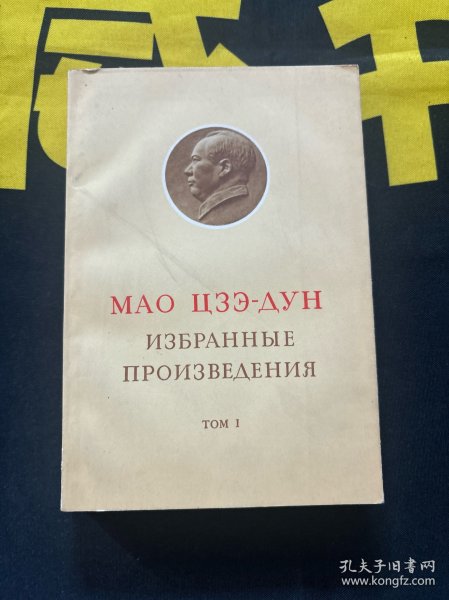 МАО ЦЗЭ-ДУН
ИЗБРАННЫЕ
ПРОИЗВЕДЕНИЯ
ТОМ I
孔夫子旧书网
www.kongfz.com